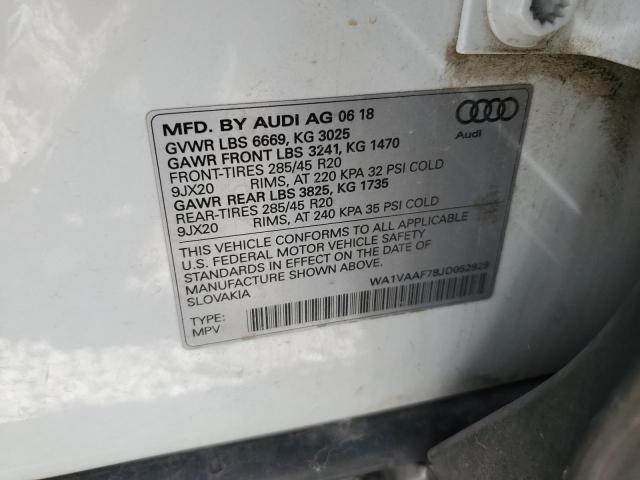 MFD. BY AUDI AG 06 18
GVWR LBS 6669, KG 3025
GAWR FRONT LBS 3241, KG 1470
FRONT-TIRES 285/45 R20
9JX20 RIMS, AT 220 KPA 32 PSI COLD
GAWR REAR LBS 3825, KG 1735
REAR-TIRES 285/45 R20
9JX20 RIMS, AT 240 KPA 35 PSI COLD
Audi
THIS VEHICLE CONFORMS TO ALL APPLICABLE
U.S. FEDERAL MOTOR VEHICLE SAFETY
STANDARDS IN EFFECT ON THE DATE OF
MANUFACTURE SHOWN ABOVE.
SLOVAKIA
WA1VAAF78JD052929
TYPE:
MPV